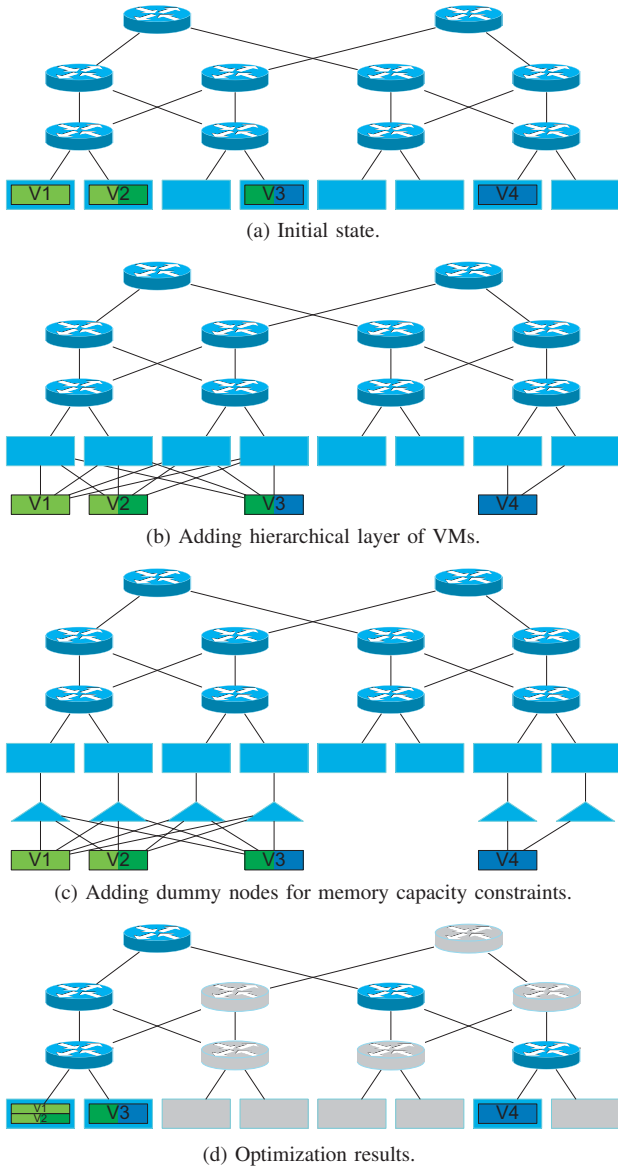 V1 V2 V3 V4
(a) Initial state.
V1 V2 V3 V4
(b) Adding hierarchical layer of VMs.
V1 V2 V3 V4
(c) Adding dummy nodes for memory capacity constraints.
V1
V2
V3 V4
(d) Optimization results.